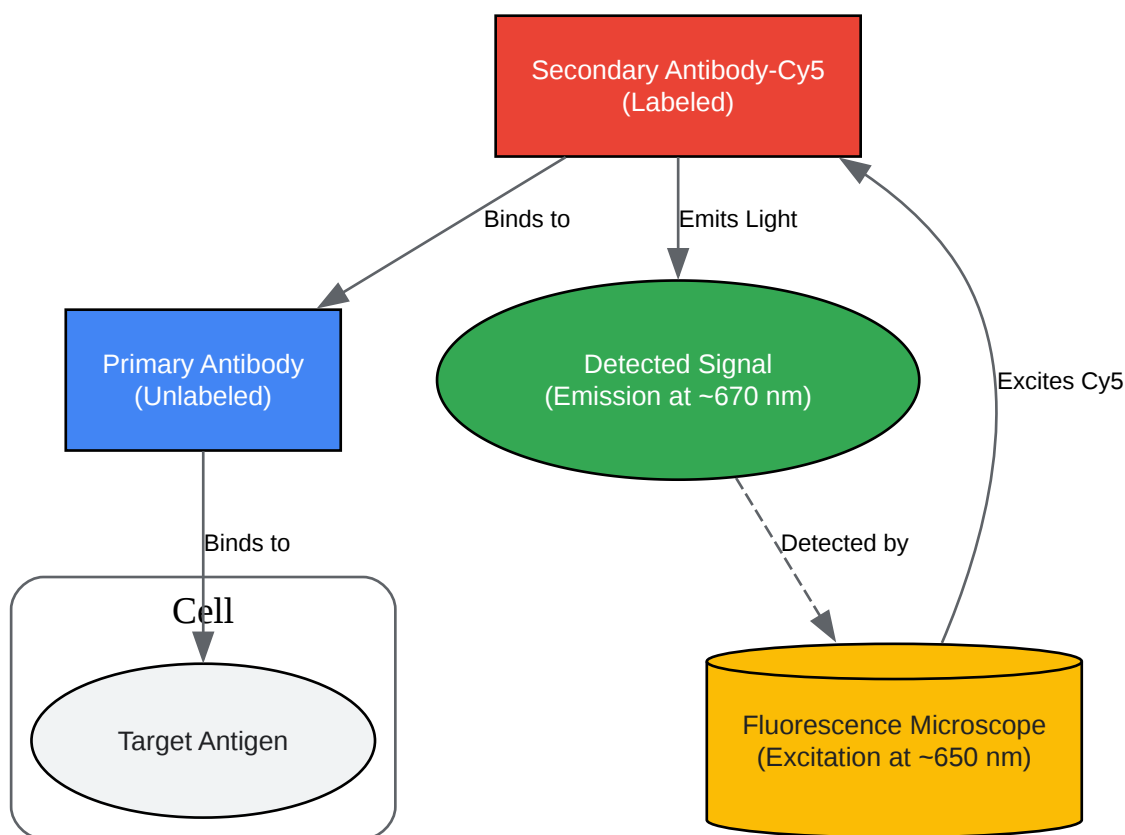 Secondary Antibody-Cy5
(Labeled)
Binds to
Emits Light
Primary Antibody
(Unlabeled)
Detected Signal
(Emission at ~670 nm)
Excites Cy5
Binds to
Detected by
Cell
Target Antigen
Fluorescence Microscope
(Excitation at ~650 nm)